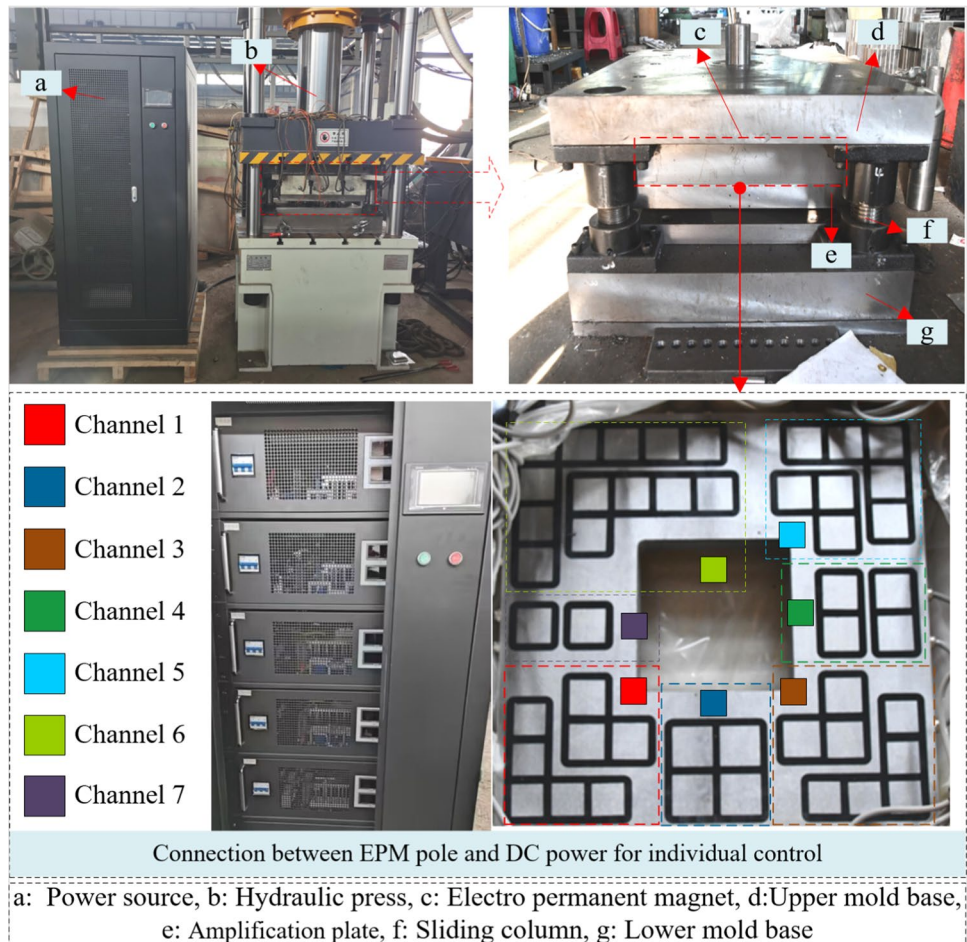 a
b
c
d
e
f
g
Channel 1
Channel 2
Channel 3
Channel 4
Channel 5
Channel 6
Channel 7
Connection between EPM pole and DC power for individual control
a: Power source, b: Hydraulic press, c: Electro permanent magnet, d:Upper mold base,
e: Amplification plate, f: Sliding column, g: Lower mold base